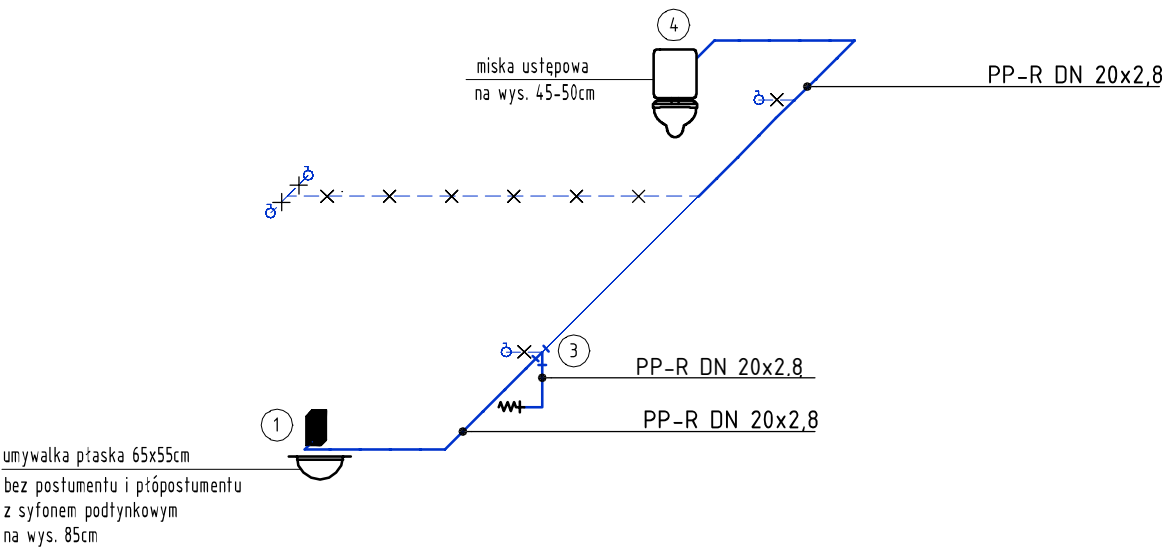 4
miska ustępowa
na wys. 45-50cm
PP-R DN 20x2,8
3
PP-R DN 20x2,8
PP-R DN 20x2,8
1
umywalka płaska 65x55cm
bez postumentu i płópostumentu
z syfonem podtynkowym
na wys. 85cm